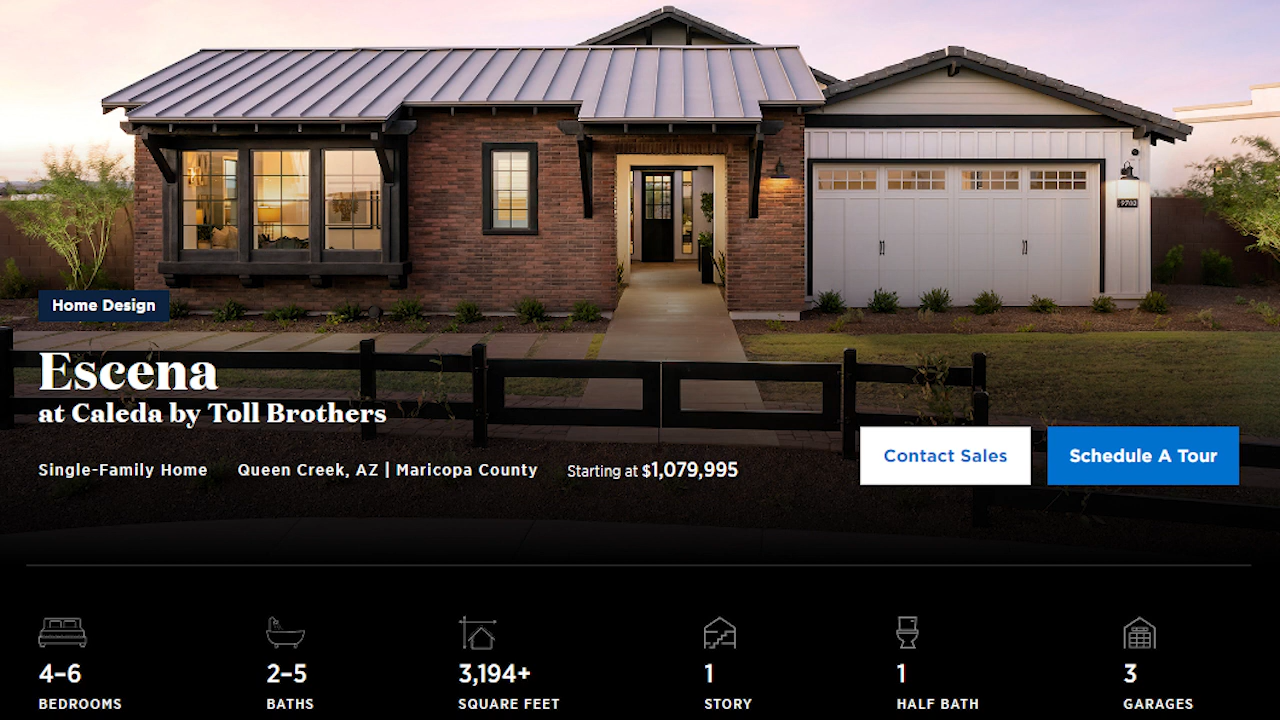 9702
Home Design
Escena
at Caleda by Toll Brothers
Single-Family Home Queen Creek, AZ | Maricopa County Starting at $1,079,995
Contact Sales Schedule A Tour
4–6 2–5 3,194+ 1 1 3
BEDROOMS BATHS SQUARE FEET STORY HALF BATH GARAGES